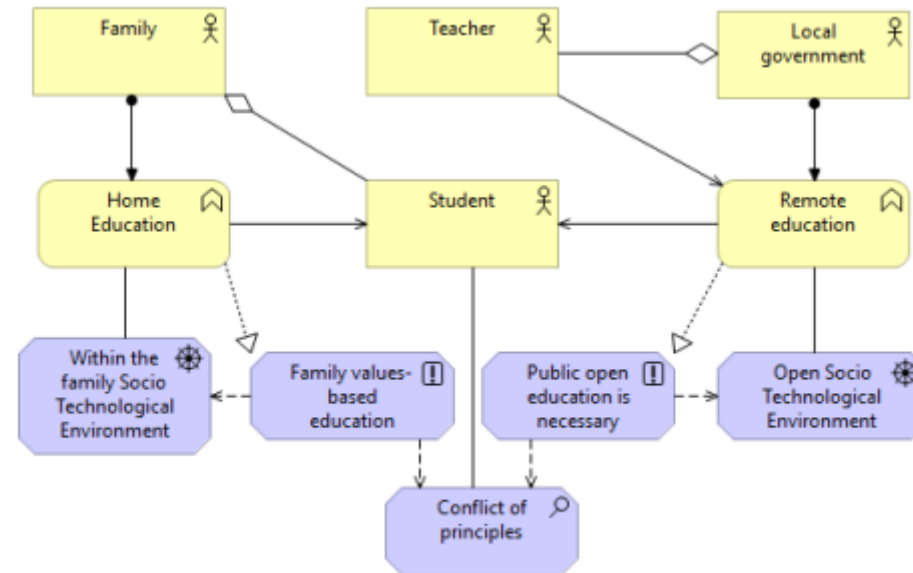 Family
Teacher
Local
government
Home
Education
Student
Remote
education
Within the
family Socio
Technological
Environment
Family values-
based
education
Public open
education is
necessary
Open Socio
Technological
Environment
Conflict of
principles